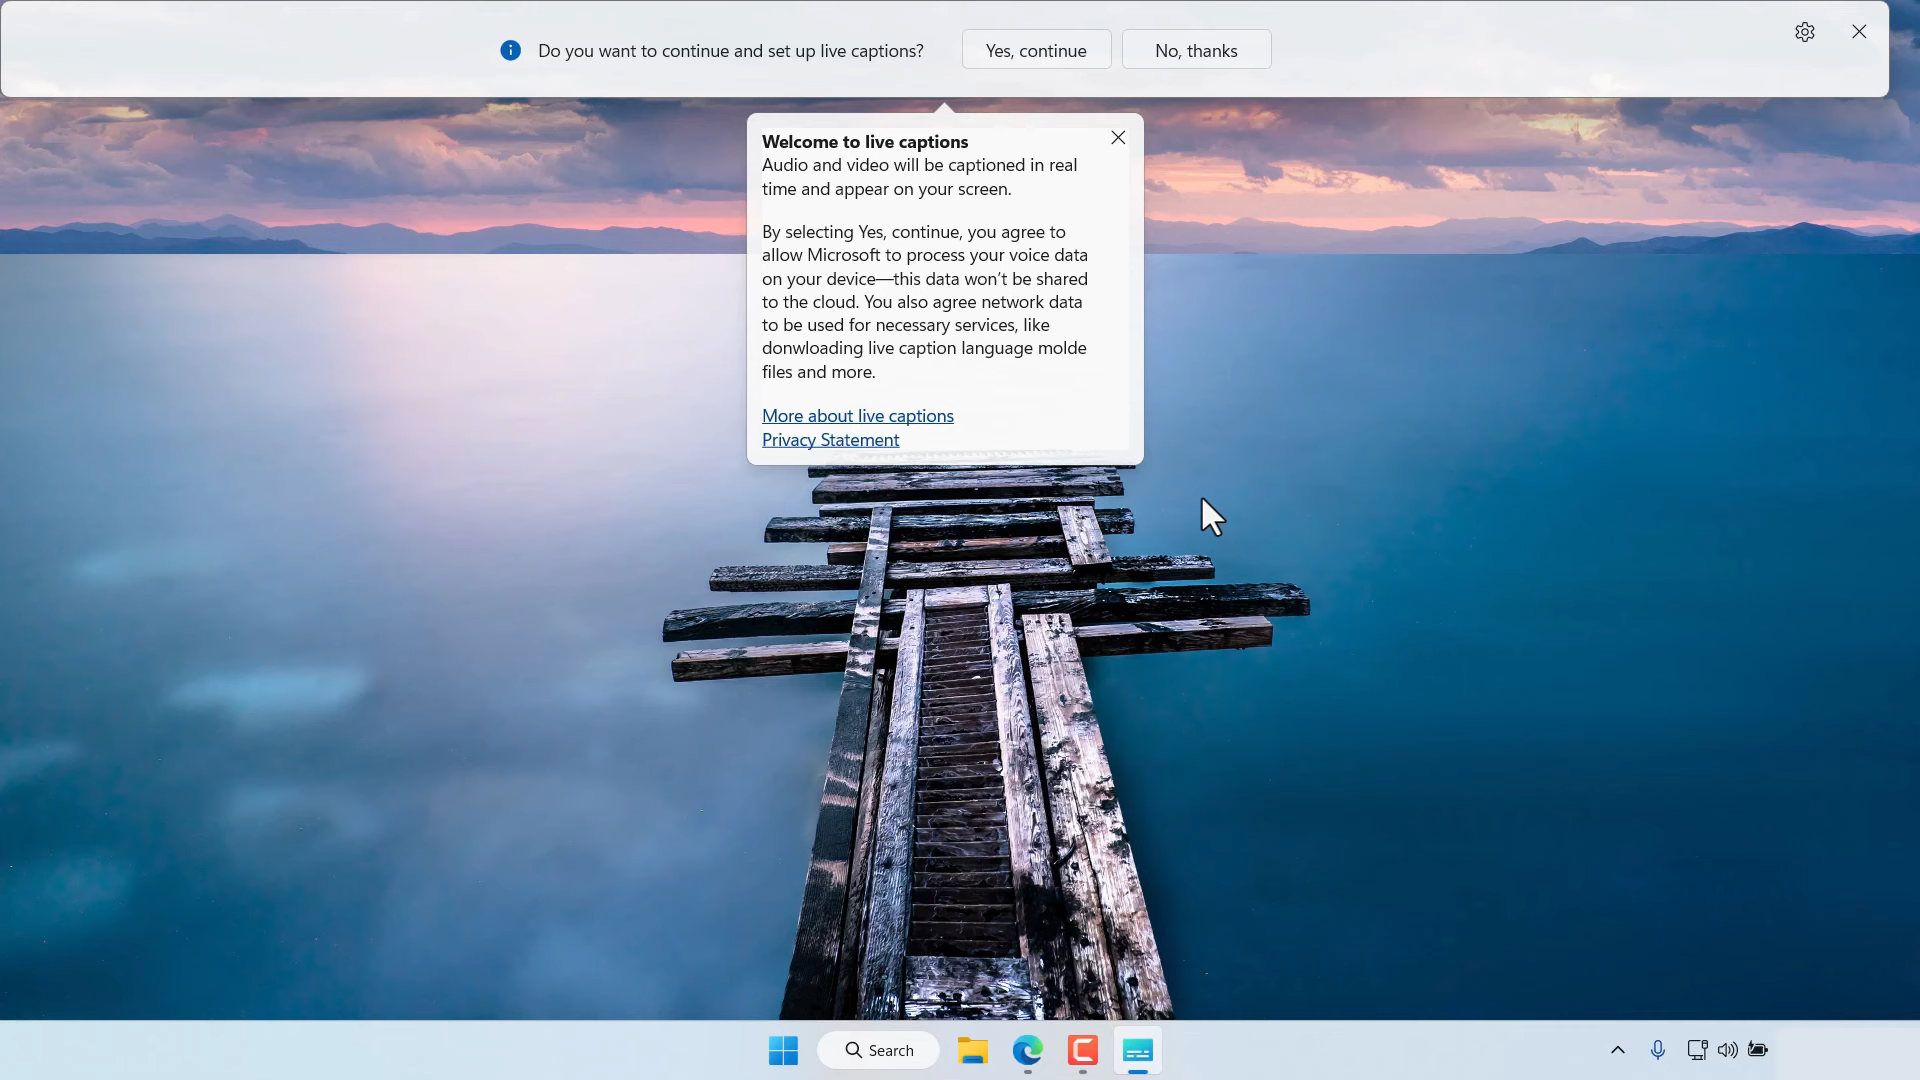 Do you want to continue and set up live captions?
Yes, continue
No, thanks
Welcome to live captions
Audio and video will be captioned in real
time and appear on your screen.
By selecting Yes, continue, you agree to
allow Microsoft to process your voice data
on your device—this data won't be shared
to the cloud. You also agree network data
to be used for necessary services, like
donwloading live caption language molde
files and more.
More about live captions
Privacy Statement
Search